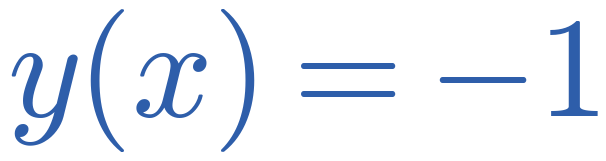 y(x) = −1